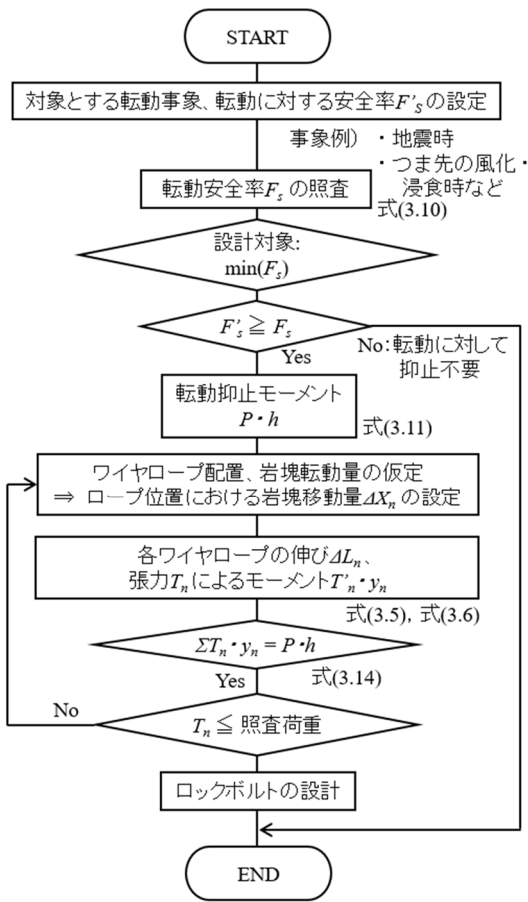 START
対象とする転動事象、転動に対する安全率F'Sの設定
事象例) ・地震時
・つま先の風化・
浸食時など
転動安全率Fsの照査
式(3.10)
設計対象:
min(Fs)
F's≧Fs
Yes
No:転動に対して
抑止不要
転動抑止モーメント
P・h
式(3.11)
ワイヤロープ配置、岩塊転動量の仮定
⇒ ロープ位置における岩塊移動量ΔXnの設定
各ワイヤロープの伸びΔLn、
張力TnによるモーメントT'n・yn
式(3.5), 式(3.6)
ΣTn・yn = P・h
式(3.14)
Yes
No
Tn≦照査荷重
ロックボルトの設計
END